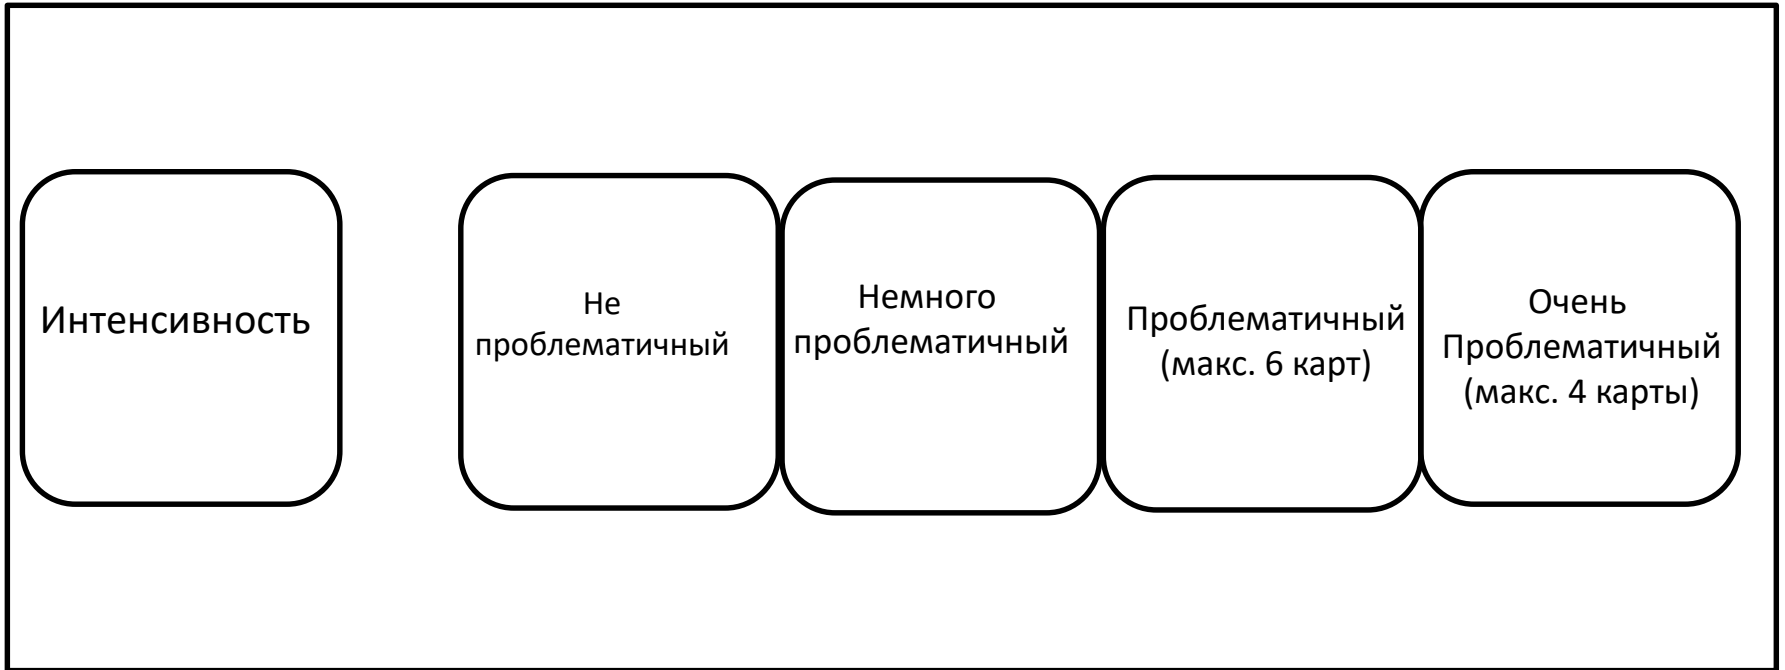 Интенсивность
Не
проблематичный
Немного
проблематичный
Проблематичный
(макс. 6 карт)
Очень
Проблематичный
(макс. 4 карты)